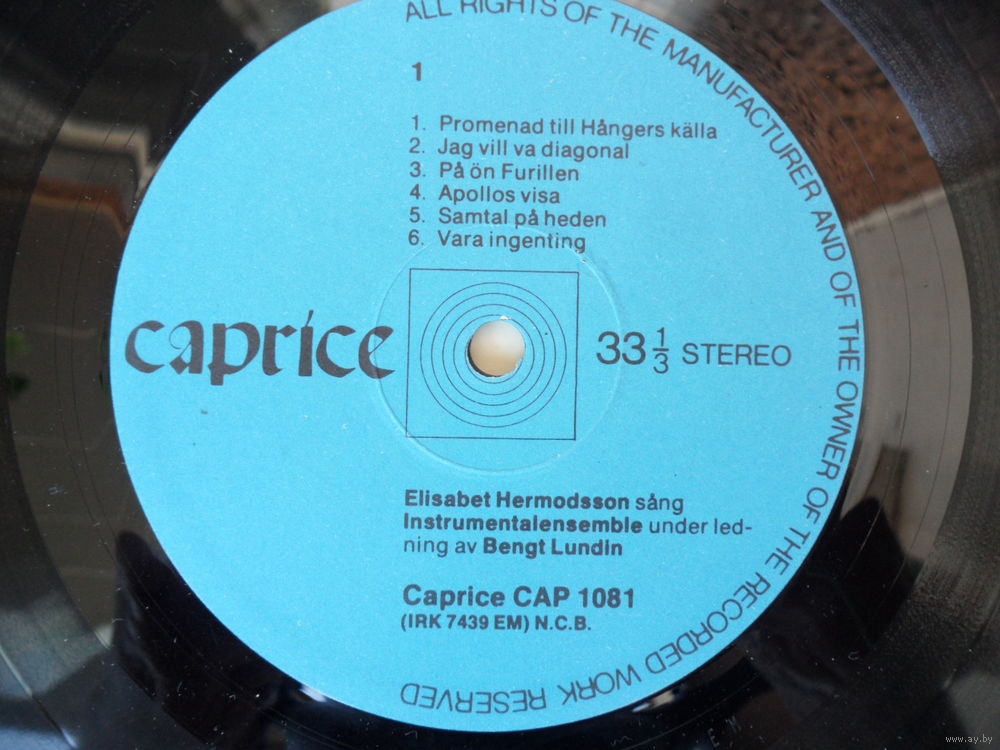 ALL RIGHTS OF THE MANUFACTURER AND OF THE OWNER OF THE RECORDED WORK RESERVED
1
1. Promenad till Hångers källa
2. Jag vill va diagonal
3. På ön Furillen
4. Apollos visa
5. Samtal på heden
6. Vara ingenting
caprice
33 1/3 STEREO
Elisabet Hermodsson sång
Instrumentalensemble under led-
ning av Bengt Lundin
Caprice CAP 1081
(IRK 7439 EM) N.C.B.
www.ay.by